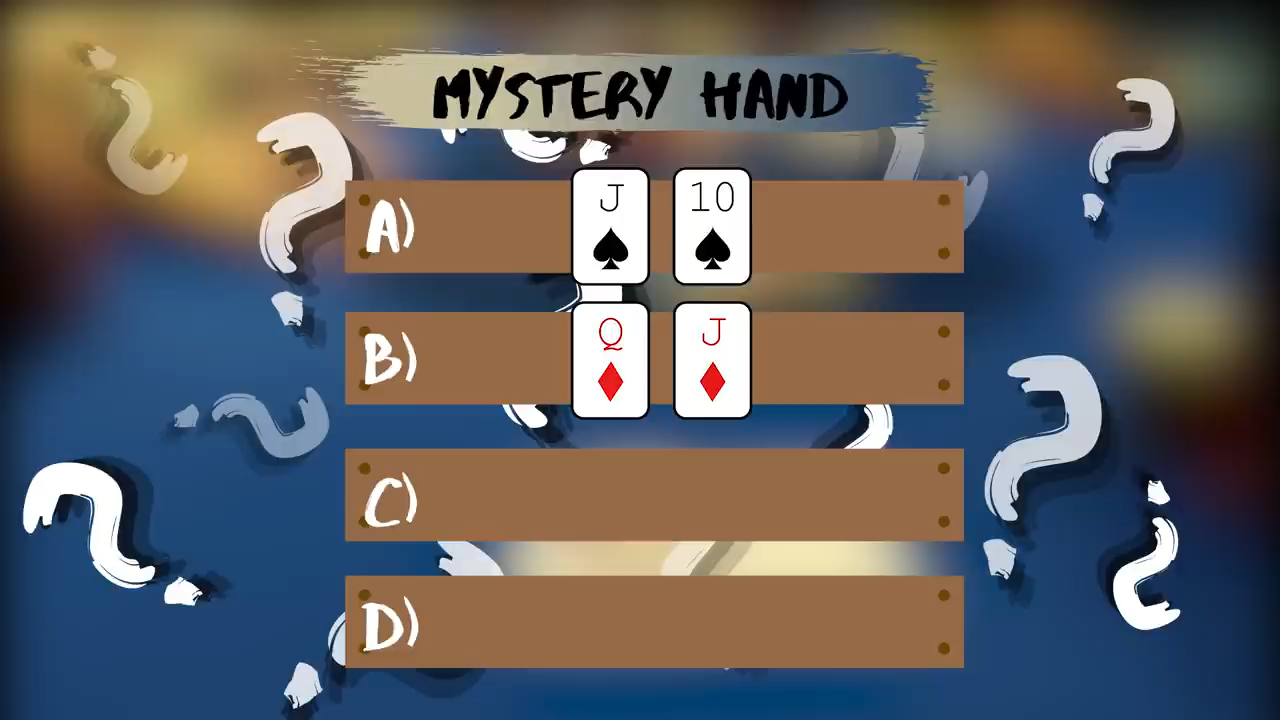 MYSTERY HAND
A) J 10
B) Q J
C)
D)